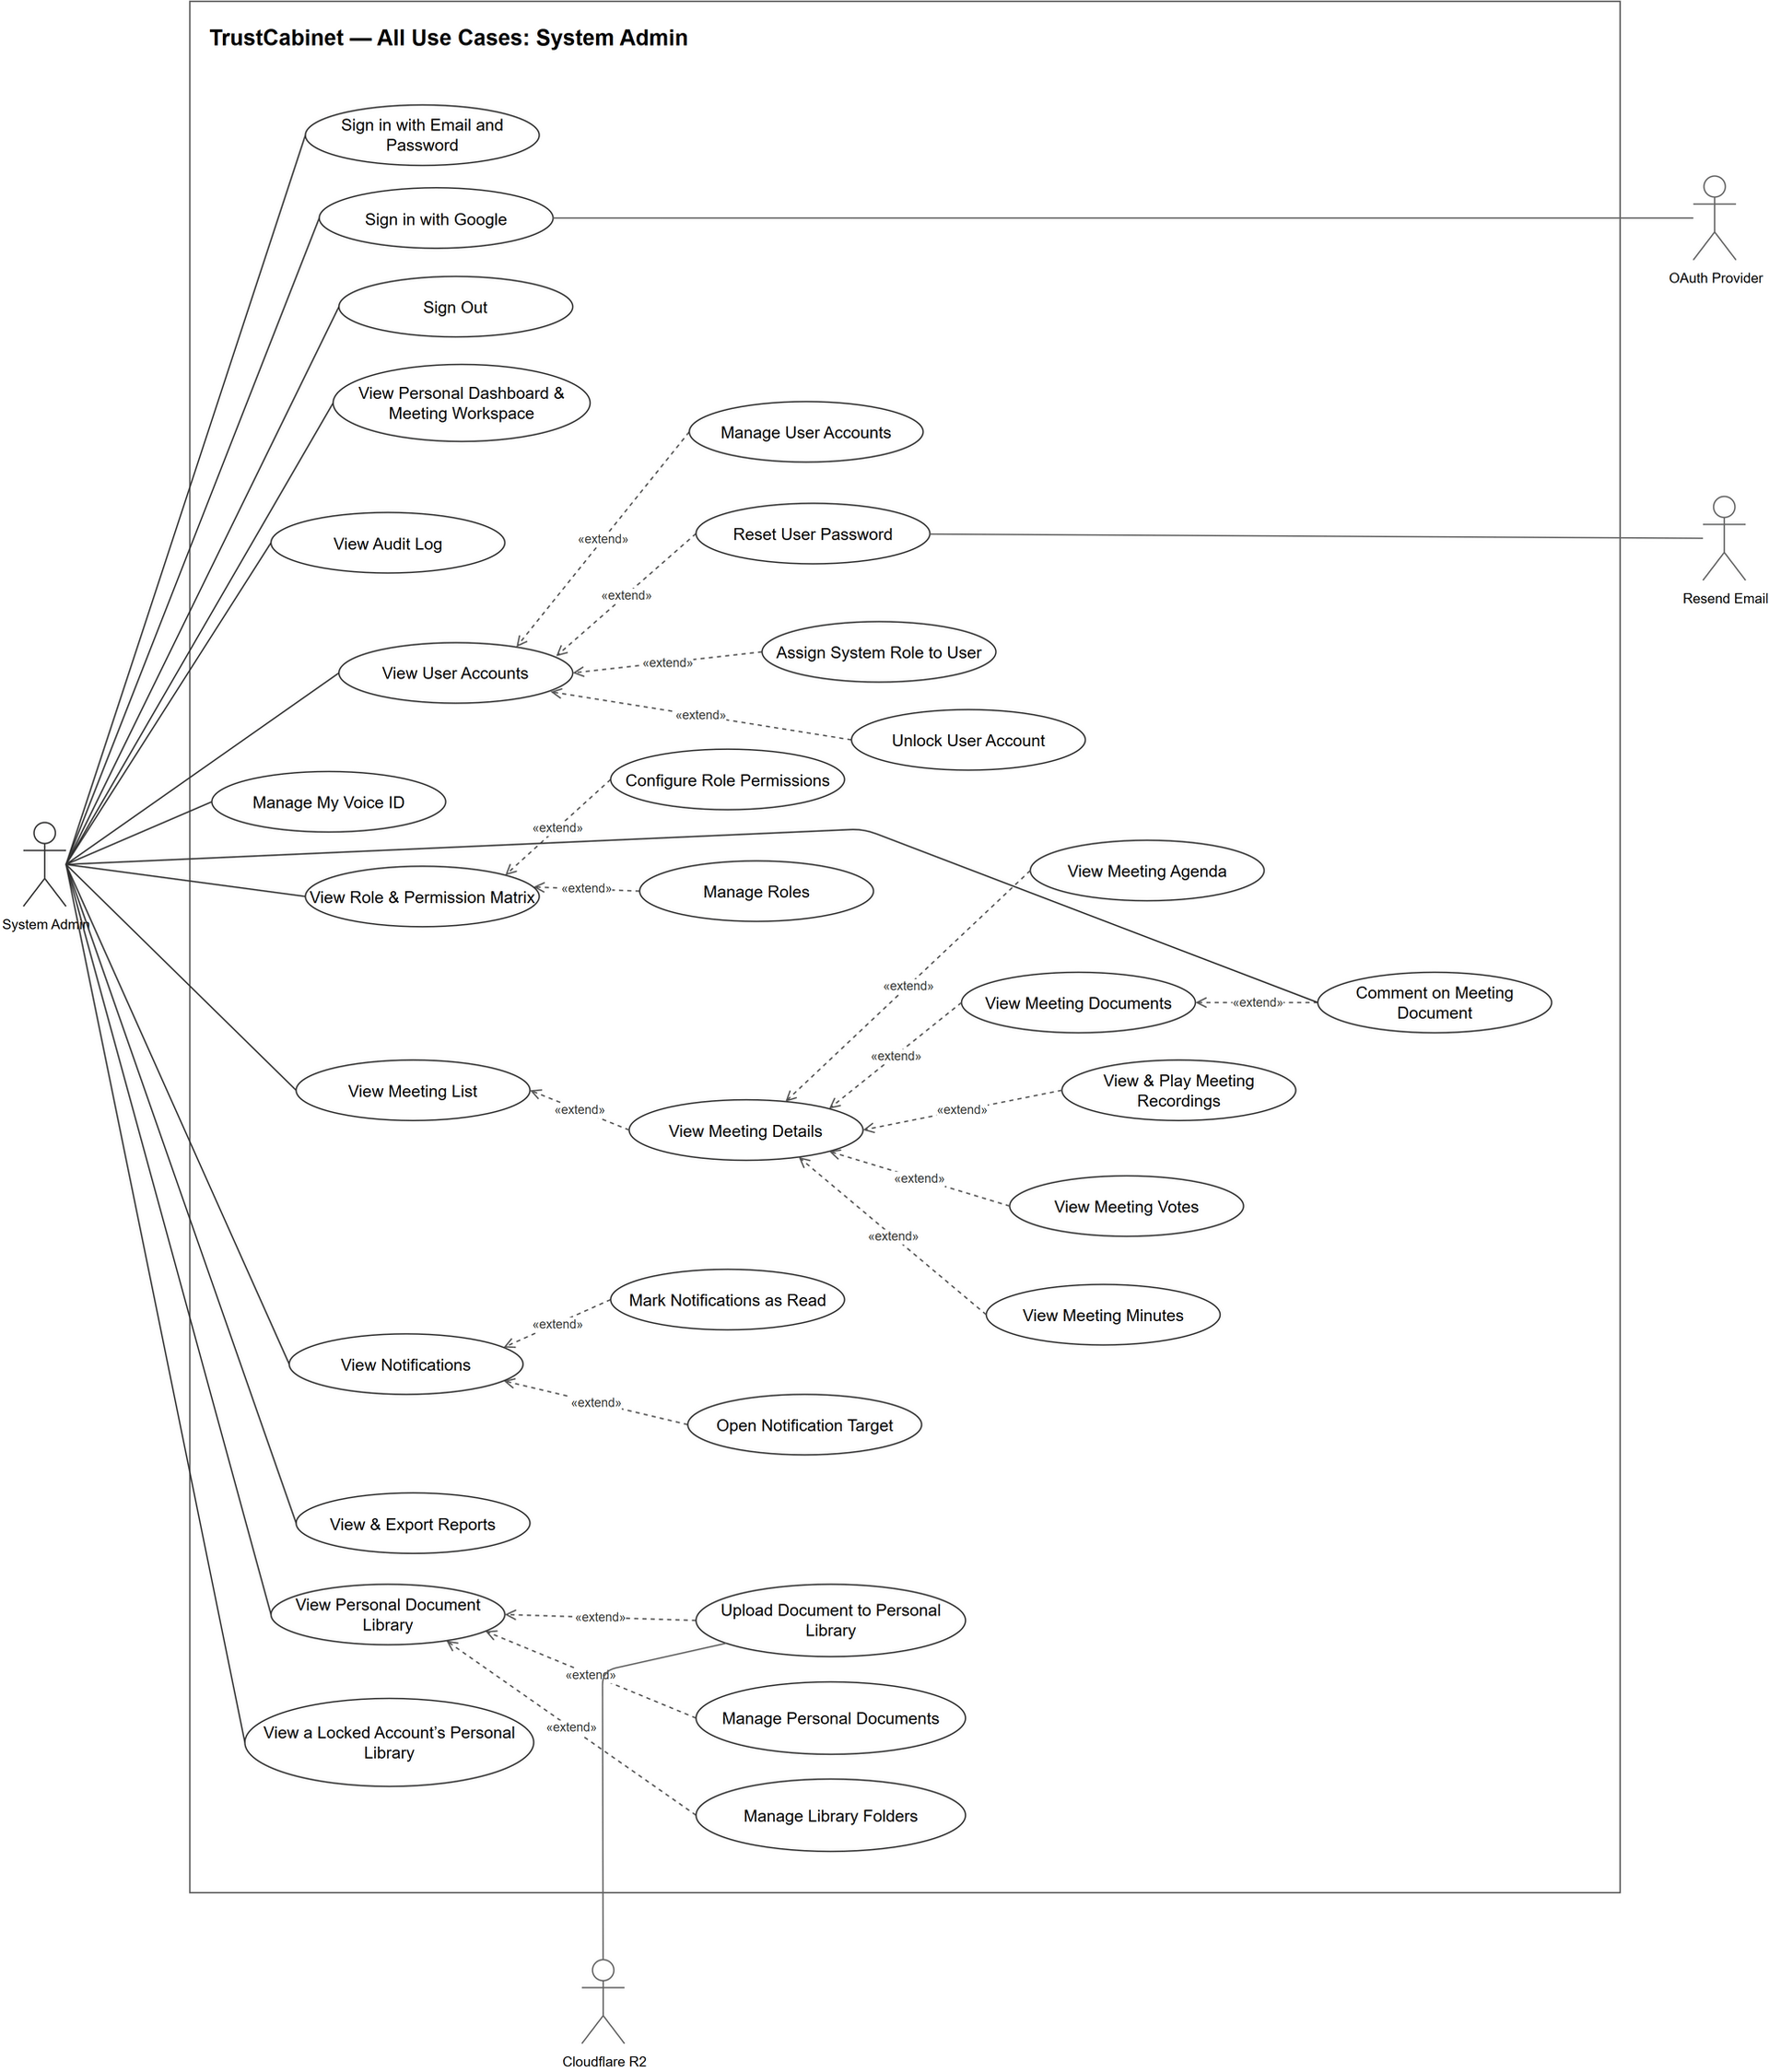 TrustCabinet — All Use Cases: System Admin
Sign in with Email and
Password
Sign in with Google
OAuth Provider
Sign Out
View Personal Dashboard &
Meeting Workspace
Manage User Accounts
View Audit Log
«extend»
Reset User Password
Resend Email
«extend»
Assign System Role to User
«extend»
View User Accounts
«extend»
Unlock User Account
Configure Role Permissions
Manage My Voice ID
«extend»
View Meeting Agenda
View Role & Permission Matrix
«extend»
Manage Roles
System Admin
«extend»
View Meeting Documents
«extend»
Comment on Meeting
Document
«extend»
View Meeting List
View & Play Meeting
Recordings
«extend»
«extend»
View Meeting Details
«extend»
View Meeting Votes
«extend»
Mark Notifications as Read
View Meeting Minutes
«extend»
View Notifications
«extend»
Open Notification Target
View & Export Reports
View Personal Document
Library
«extend»
Upload Document to Personal
Library
«extend»
Manage Personal Documents
«extend»
View a Locked Account’s Personal
Library
Manage Library Folders
Cloudflare R2